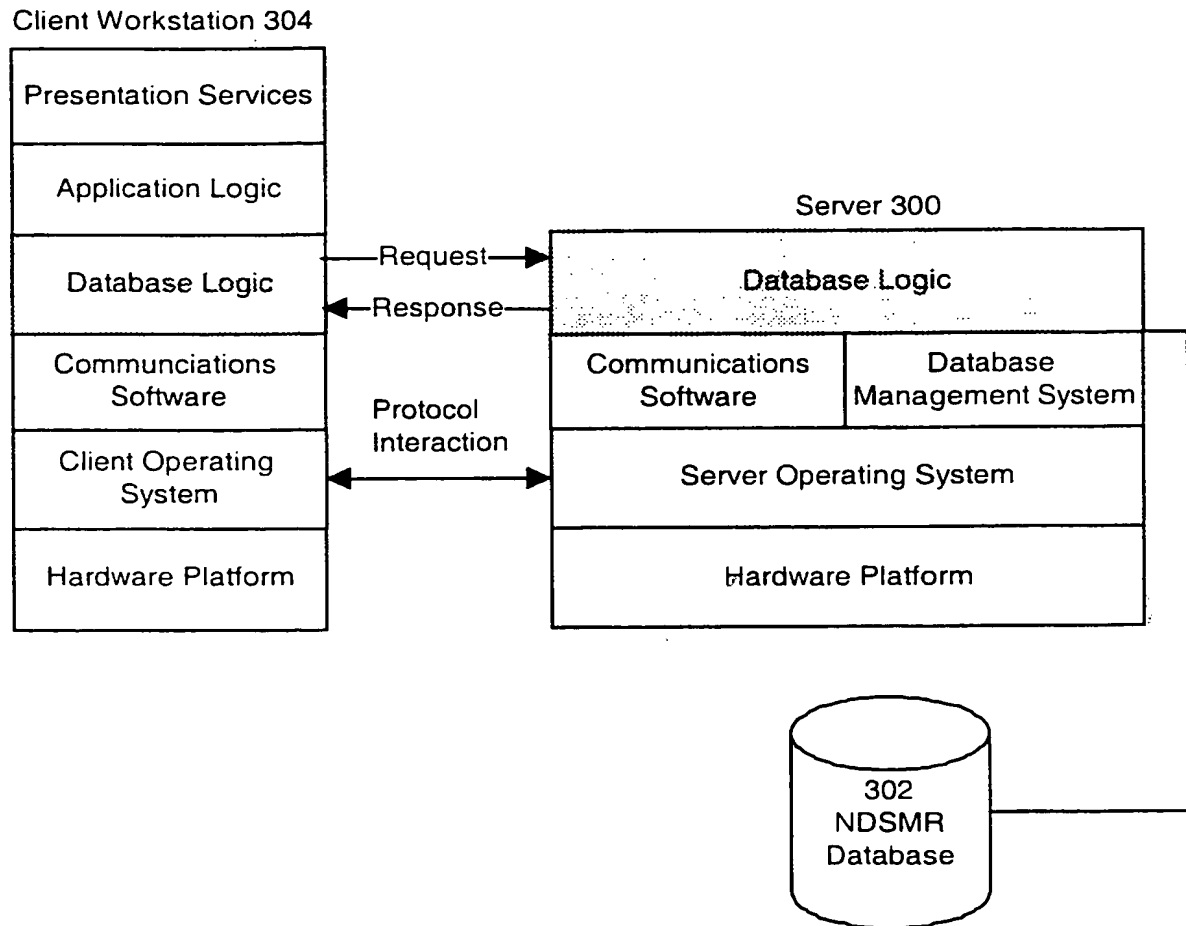 Client Workstation 304
Presentation Services
Application Logic
Database Logic
Communciations
Software
Client Operating
System
Hardware Platform
Request
Response
Protocol
Interaction
Server 300
Database Logic
Communications
Software
Database
Management System
Server Operating System
Hardware Platform
302
NDSMR
Database